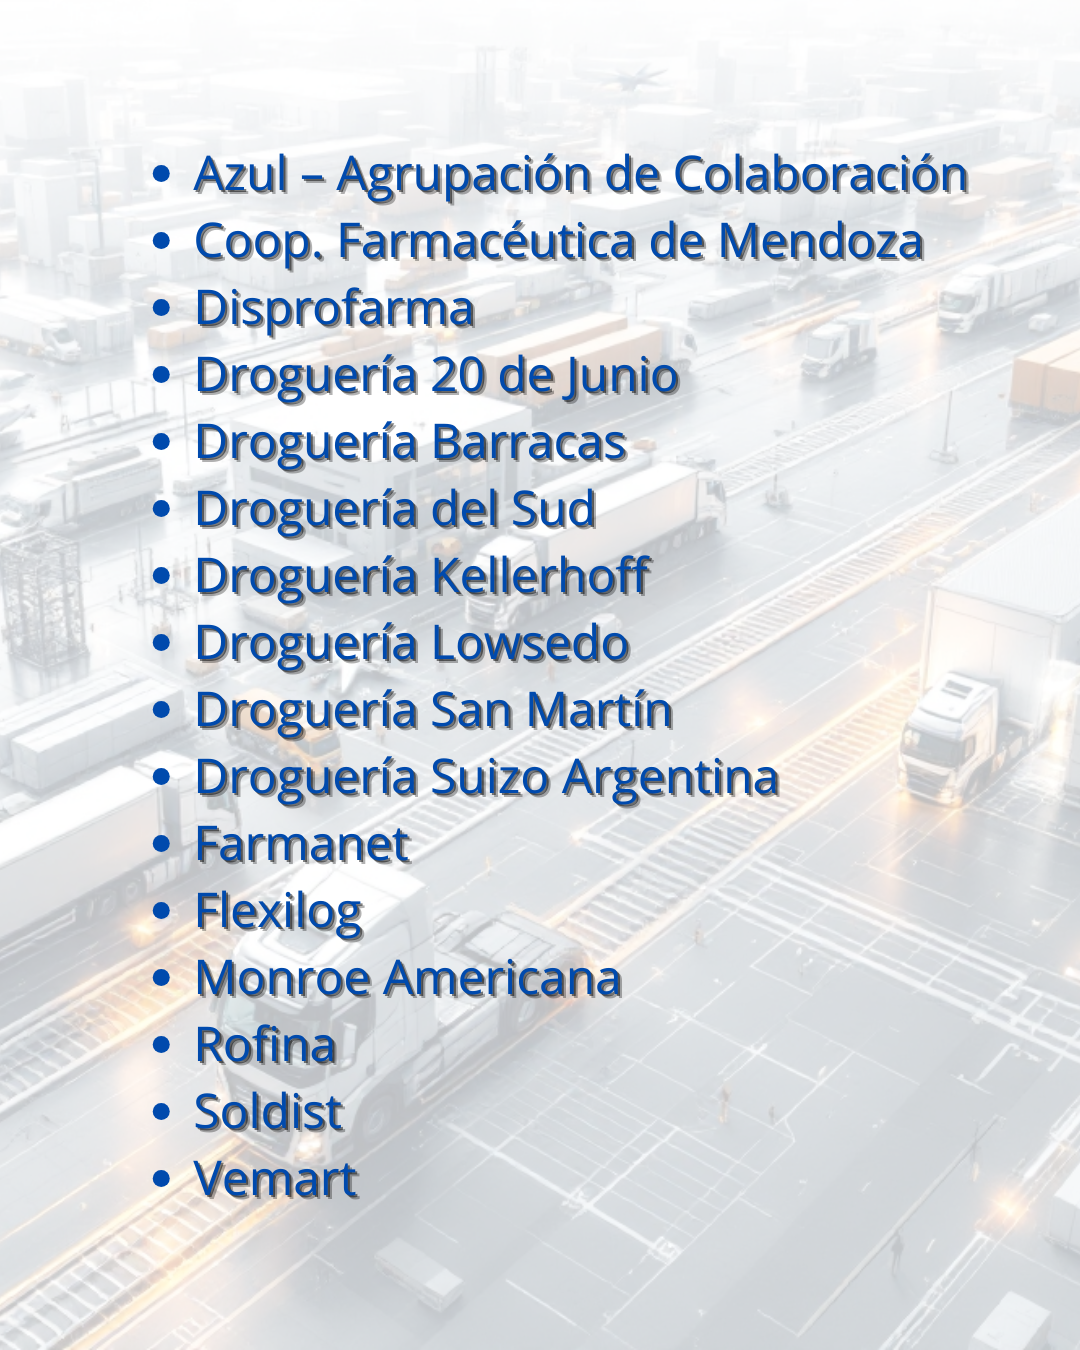 • Azul – Agrupación de Colaboración
• Coop. Farmacéutica de Mendoza
• Disprofarma
• Droguería 20 de Junio
• Droguería Barracas
• Droguería del Sud
• Droguería Kellerhoff
• Droguería Lowsedo
• Droguería San Martín
• Droguería Suizo Argentina
• Farmanet
• Flexilog
• Monroe Americana
• Rofina
• Soldist
• Vemart